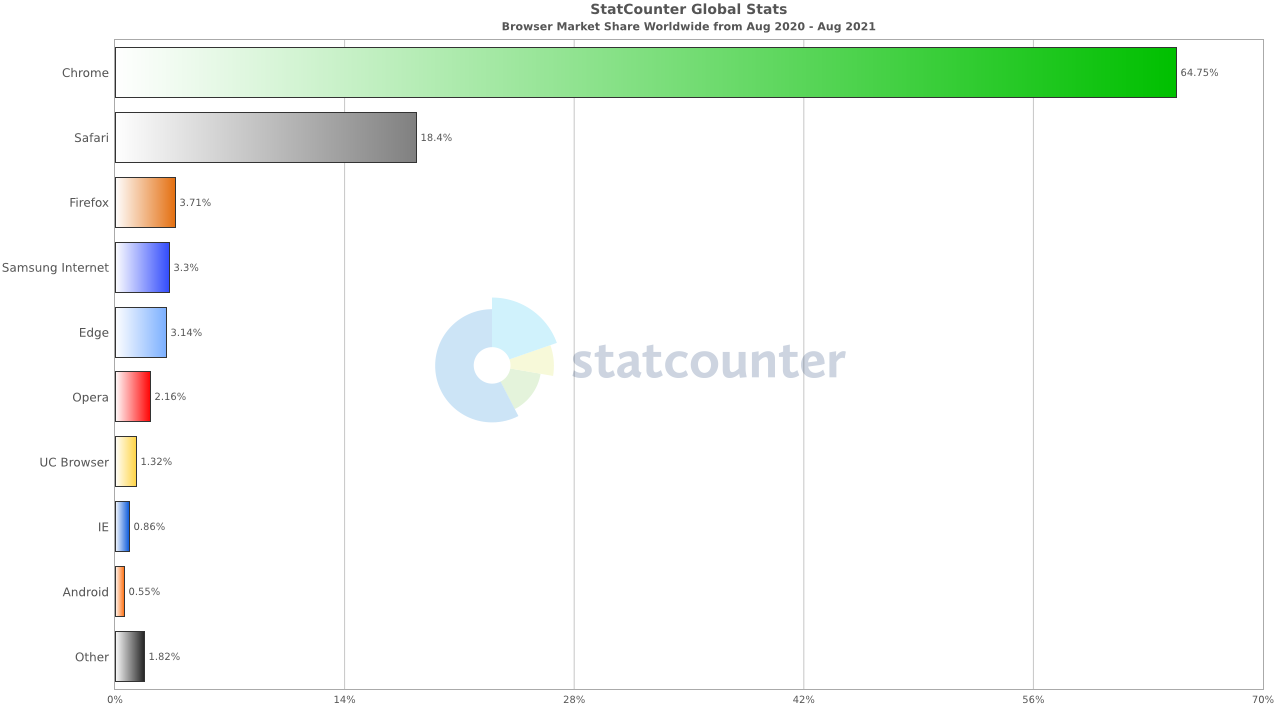 StatCounter Global Stats
Browser Market Share Worldwide from Aug 2020 - Aug 2021
Chrome 64.75%
Safari 18.4%
Firefox 3.71%
Samsung Internet 3.3%
Edge 3.14%
statcounter
Opera 2.16%
UC Browser 1.32%
IE 0.86%
Android 0.55%
Other 1.82%
0% 14% 28% 42% 56% 70%